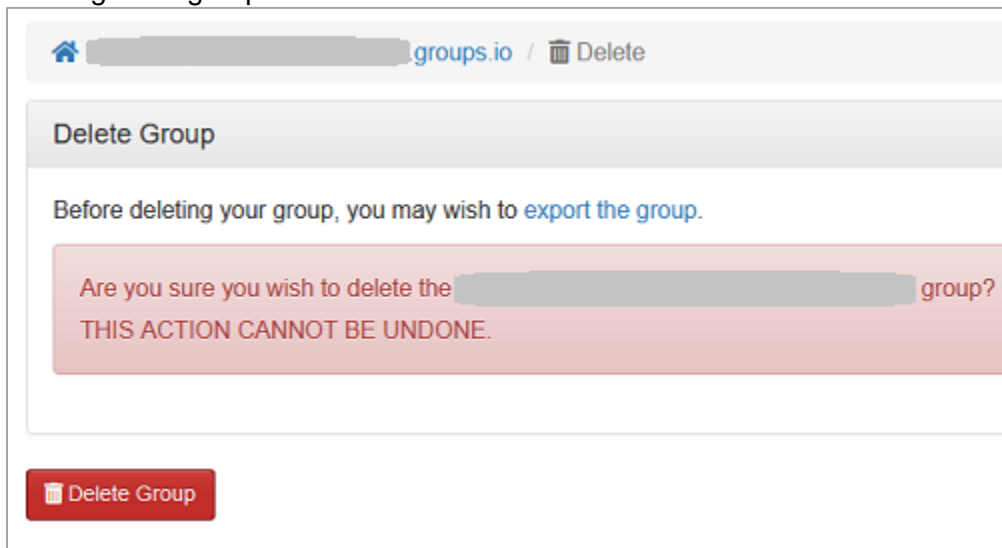 .groups.io / Delete
Delete Group
Before deleting your group, you may wish to export the group.
Are you sure you wish to delete the group?
THIS ACTION CANNOT BE UNDONE.
Delete Group